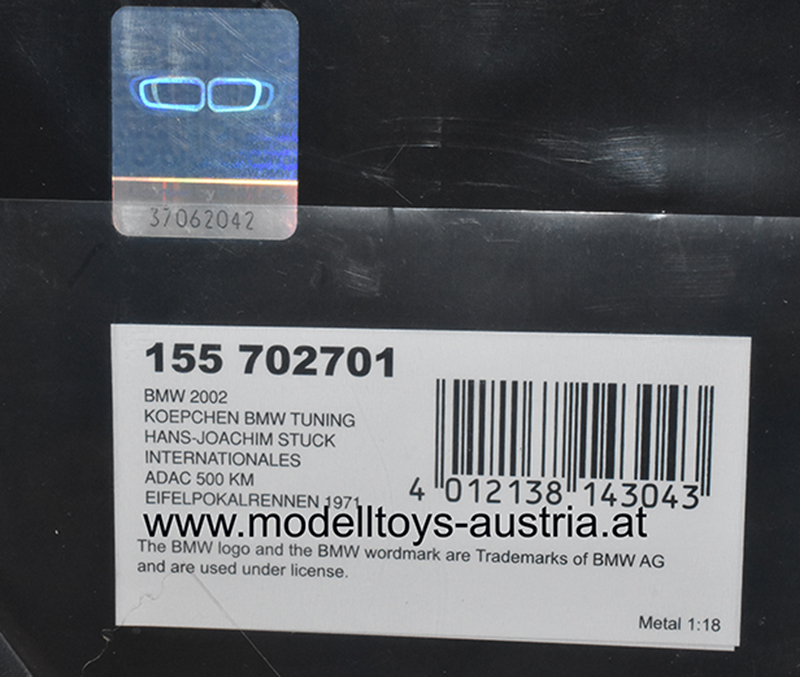 37062042
155 702701
BMW 2002
KOEPCHEN BMW TUNING
HANS-JOACHIM STUCK
INTERNATIONALES
ADAC 500 KM
EIFELPOKALRENNEN 1971
4 012138 143043
www.modelltoys-austria.at
The BMW logo and the BMW wordmark are Trademarks of BMW AG
and are used under license.
Metal 1:18